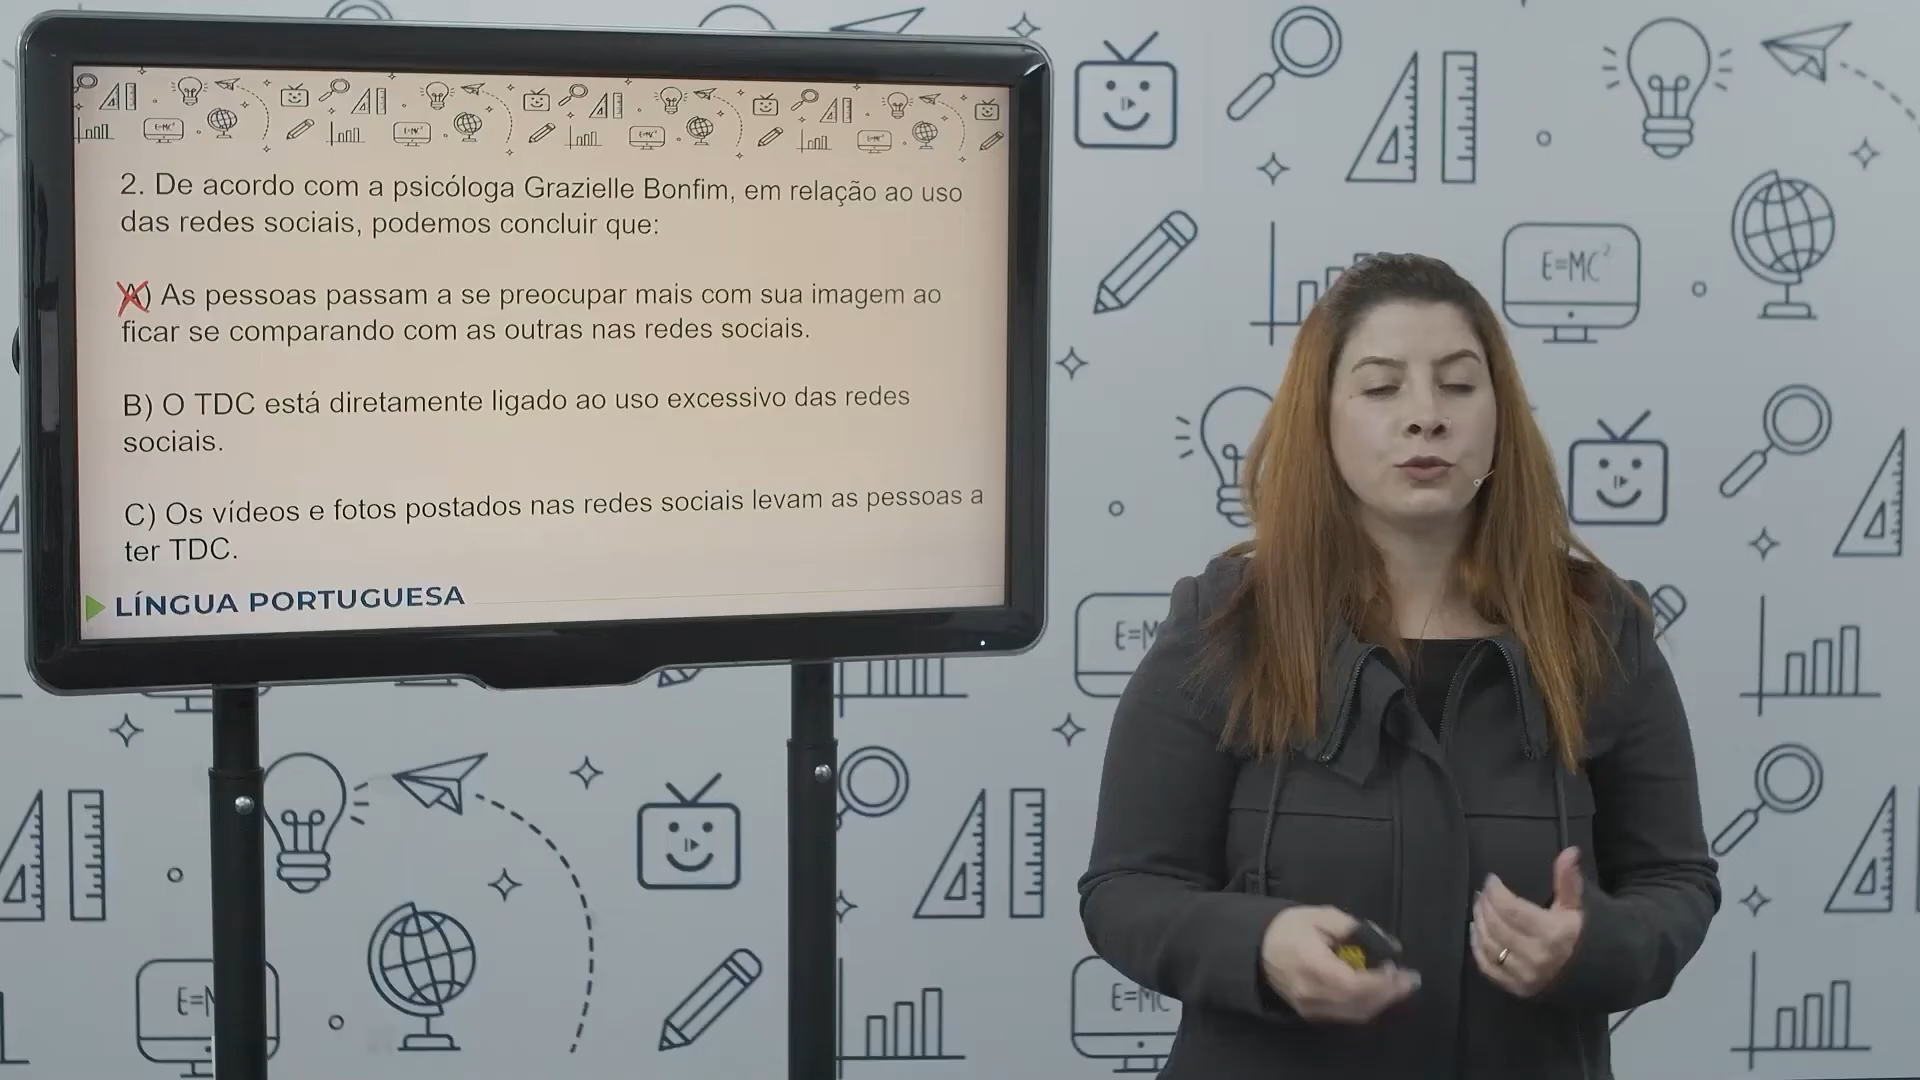 2. De acordo com a psicóloga Grazielle Bonfim, em relação ao uso
das redes sociais, podemos concluir que:
A) As pessoas passam a se preocupar mais com sua imagem ao
ficar se comparando com as outras nas redes sociais.
B) O TDC está diretamente ligado ao uso excessivo das redes
sociais.
C) Os vídeos e fotos postados nas redes sociais levam as pessoas a
ter TDC.
LÍNGUA PORTUGUESA
E=MC²
E=M
E=M
E=MC